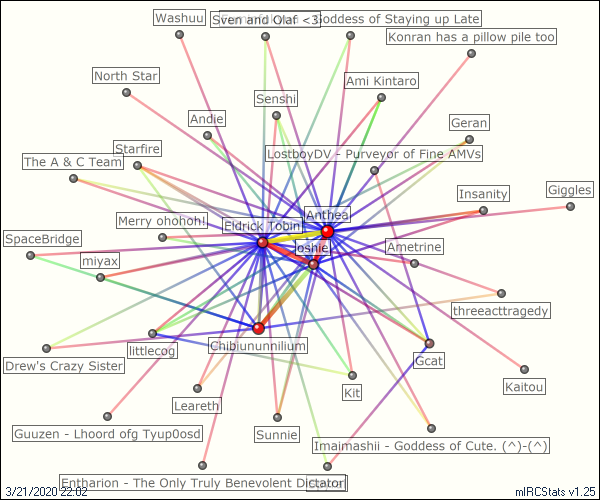 Washuu
Sven and Olaf <3
Goddess of Staying up Late
Konran has a pillow pile too
North Star
Ami Kintaro
Senshi
Andie
Geran
Starfire
LostboyDV - Purveyor of Fine AMVs
The A & C Team
Insanity
Giggles
Merry ohohoh!
Eldrick Tobin
Anthea
SpaceBridge
osnie
Ametrine
miyax
threeacttragedy
Chibiununnilium
littlecog
Gcat
Drew's Crazy Sister
Kit
Kaitou
Leareth
Guuzen - Lhoord ofg Tyup0osd
Sunnie
Imaimashii - Goddess of Cute. (^)-(^)
Entharion - The Only Truly Benevolent Dictator
3/21/2020 22:02
mIRCStats v1.25